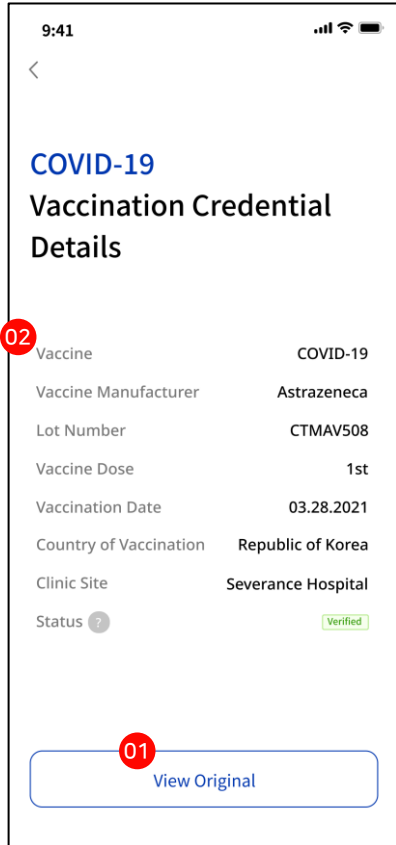 9:41
COVID-19
Vaccination Credential
Details
02
Vaccine COVID-19
Vaccine Manufacturer Astrazeneca
Lot Number CTMAV508
Vaccine Dose 1st
Vaccination Date 03.28.2021
Country of Vaccination Republic of Korea
Clinic Site Severance Hospital
Status ? Verified
01
View Original